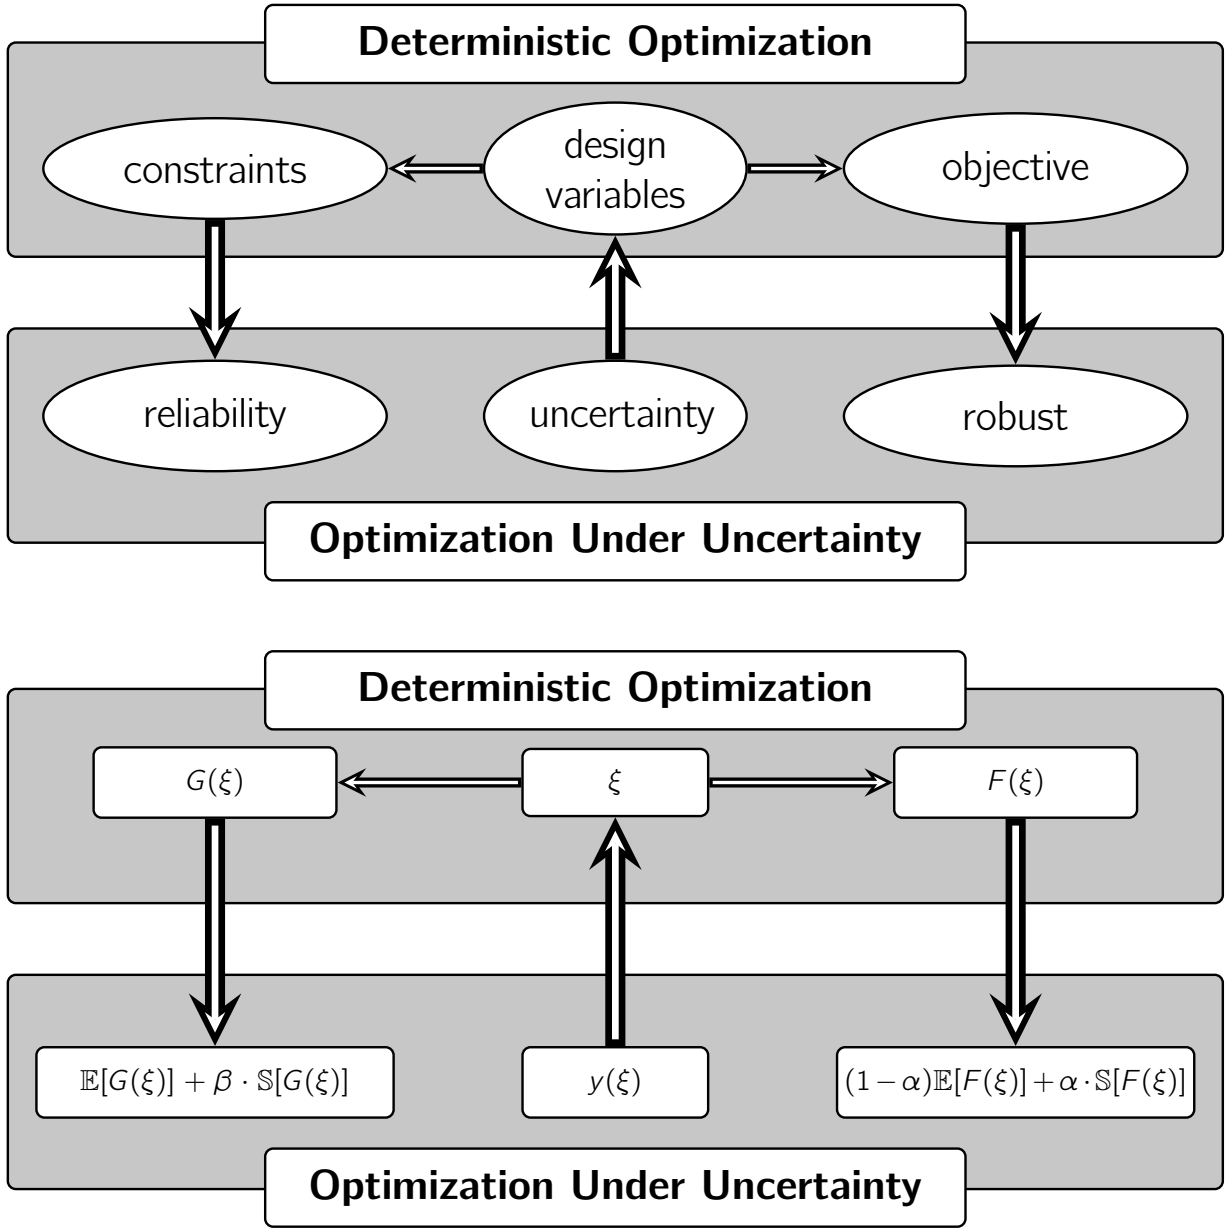 Deterministic Optimization
constraints
design
variables
objective
reliability
uncertainty
robust
Optimization Under Uncertainty
Deterministic Optimization
G(ξ)
ξ
F(ξ)
𝔼[G(ξ)] + β · 𝕊[G(ξ)]
y(ξ)
(1 − α)𝔼[F(ξ)] + α · 𝕊[F(ξ)]
Optimization Under Uncertainty